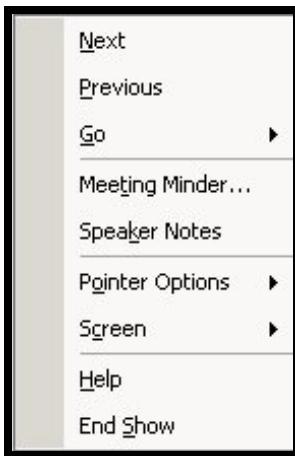 Next
Previous
Go
Meeting Minder...
Speaker Notes
Pointer Options
Screen
Help
End Show